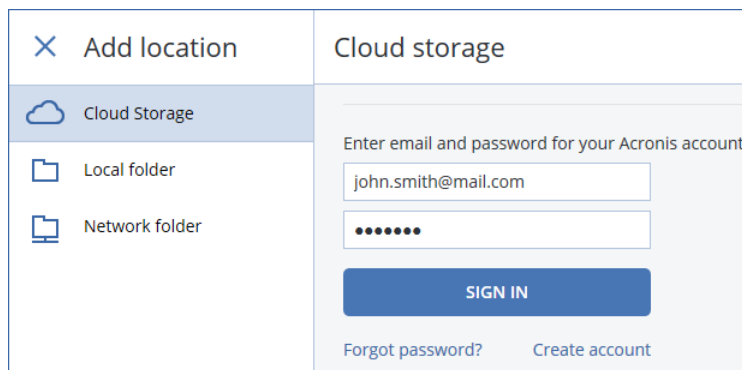 Add location
Cloud Storage
Local folder
Network folder
Cloud storage
Enter email and password for your Acronis account
john.smith@mail.com
•••••••
SIGN IN
Forgot password? Create account